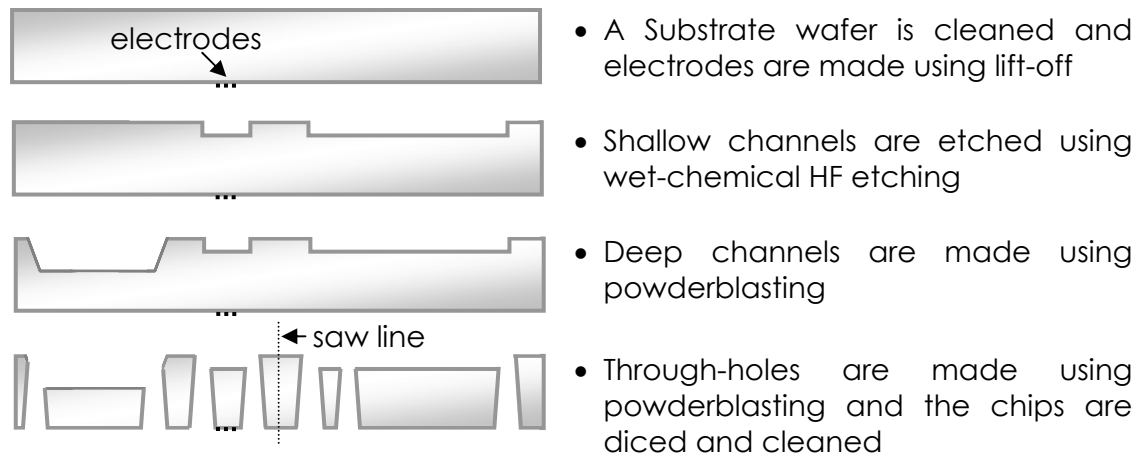 electrodes
• A Substrate wafer is cleaned and
electrodes are made using lift-off
• Shallow channels are etched using
wet-chemical HF etching
• Deep channels are made using
powderblasting
saw line
• Through-holes are made using
powderblasting and the chips are
diced and cleaned